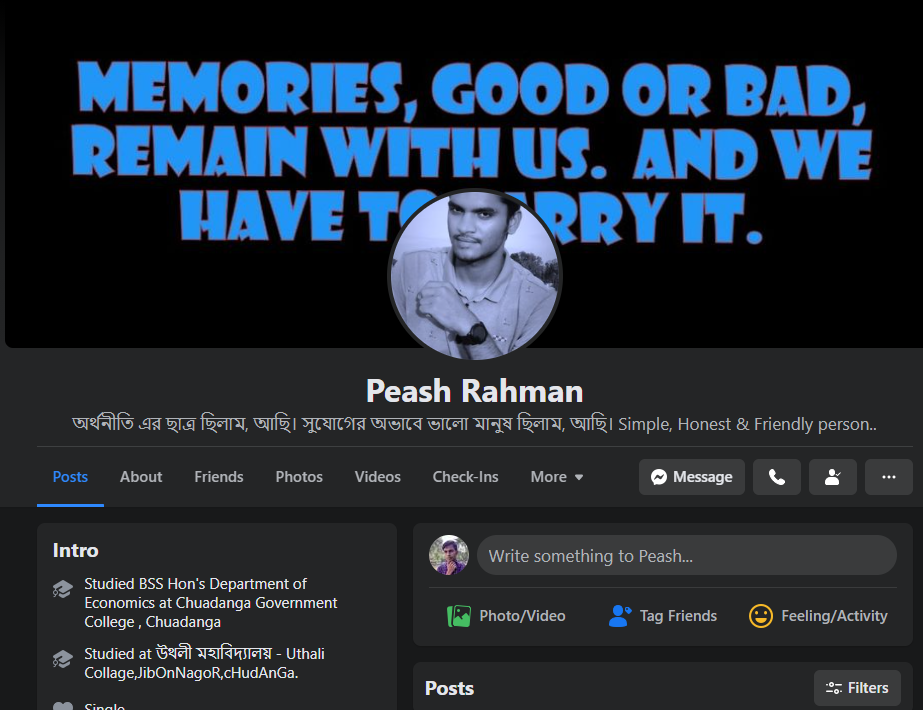 MEMORIES, GOOD OR BAD,
REMAIN WITH US. AND WE
HAVE TO RRY IT.
Peash Rahman
অর্থনীতি এর ছাত্র ছিলাম, আছি। সুযোগের অভাবে ভালো মানুষ ছিলাম, আছি। Simple, Honest & Friendly person..
Posts About Friends Photos Videos Check-Ins More Message
Intro
Studied BSS Hon's Department of
Economics at Chuadanga Government
College , Chuadanga
Studied at উথলী মহাবিদ্যালয় - Uthali
Collage,JibOnNagoR,cHudAnGa.
Single
Write something to Peash...
Photo/Video Tag Friends Feeling/Activity
Posts Filters